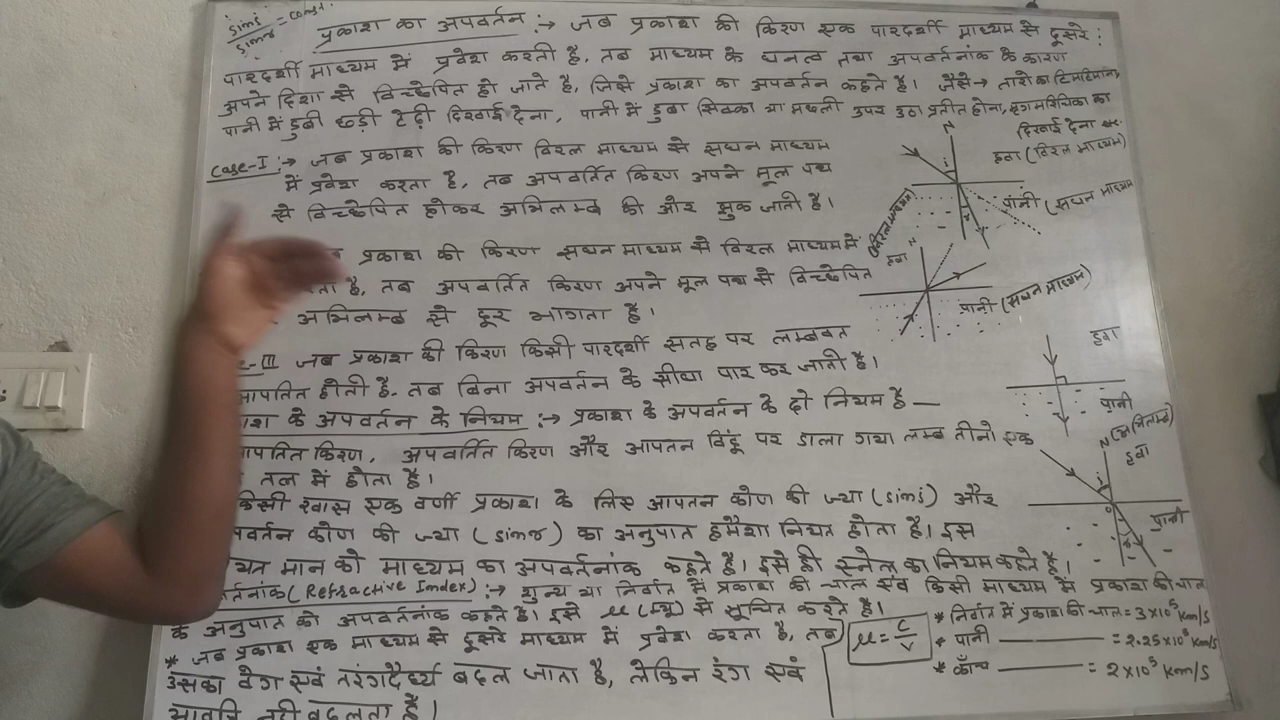 sini/sinr = const.
प्रकाश का अपवर्तन :→ जब प्रकाश की किरण एक पारदर्शी माध्यम से दूसरे
पारदर्शी माध्यम में प्रवेश करती है, तब माध्यम के घनत्व तथा अपवर्तनांक के कारण
अपने दिशा से विच्छेपित हो जाते है, जिसे प्रकाश का अपवर्तन कहते है। जैसे→ तारो का टिमटिमाना,
पानी में डुबी छड़ी टेढ़ी दिखाई देना, पानी में डुबा सिक्का या मछली उपर उठा प्रतीत होना, मृगमरिचिका का
दिखाई देना
Case-I :→ जब प्रकाश की किरण विरल माध्यम से सघन माध्यम
में प्रवेश करता है, तब अपवर्तित किरण अपने मूल पथ
से विच्छेपित होकर अभिलम्ब की ओर झुक जाती है।
प्रकाश की किरण सघन माध्यम से विरल माध्यम में
है, तब अपवर्तित किरण अपने मूल पथ से विच्छेपित
अभिलम्ब से दूर भागता है।
-III जब प्रकाश की किरण किसी पारदर्शी सतह पर लम्बवत
आपतित होती है, तब बिना अपवर्तन के सीधा पार कर जाती है।
के अपवर्तन के नियम :→ प्रकाश के अपवर्तन के दो नियम है —
किरण, अपवर्तित किरण और आपतन विंदू पर डाला गया लम्ब तीनो एक
तल में होता है।
किसी खास एक वर्णी प्रकाश के लिए आपतन कोण की ज्या (sini) और
कोण की ज्या (sinr) का अनुपात हमेशा नियत होता है। इस
मान को माध्यम का अपवर्तनांक कहते है। इसे ही स्नेल का नियम कहते है।
(Refractive Index) :→ शुन्य या निर्वात में प्रकाश की चाल एवं किसी माध्यम में प्रकाश की चाल
के अनुपात को अपवर्तनांक कहते है। इसे μ (म्यू) से सूचित करते है।
* जब प्रकाश एक माध्यम से दूसरे माध्यम में प्रवेश करता है, तब
उसका वेग एवं तरंगदैर्ध्य बदल जाता है, लेकिन रंग एवं
आवृत्ति नही बदलता है।
μ = c/v
* निर्वात में प्रकाश की चाल = 3×10⁵ Km/s
* पानी ——— = 2.25×10⁵ Km/s
* काँच ——— = 2×10⁵ Km/s
N
हवा (विरल माध्यम)
i
पानी (सघन माध्यम
r
(विरल माध्यम)
हवा
N
पानी (सघन माध्यम)
हवा
पानी
N (अभिलम्ब)
हवा
i
पानी
r